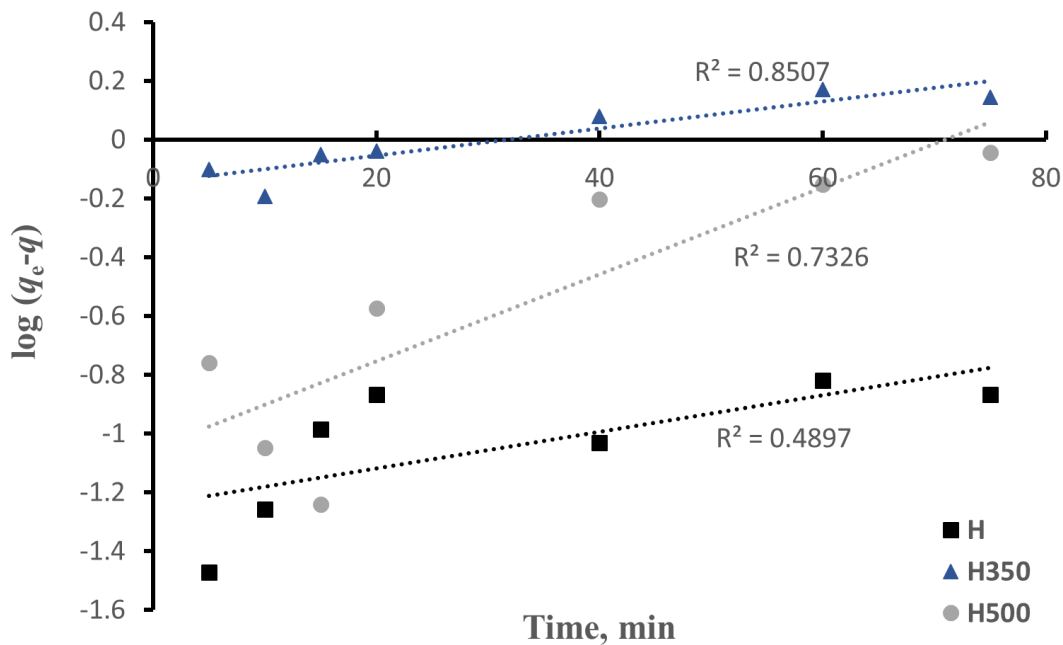 0.4
0.2
0
-0.2
-0.4
-0.6
-0.8
-1
-1.2
-1.4
-1.6
0
20
40
60
80
log (qe-q)
Time, min
R² = 0.8507
R² = 0.7326
R² = 0.4897
H
H350
H500